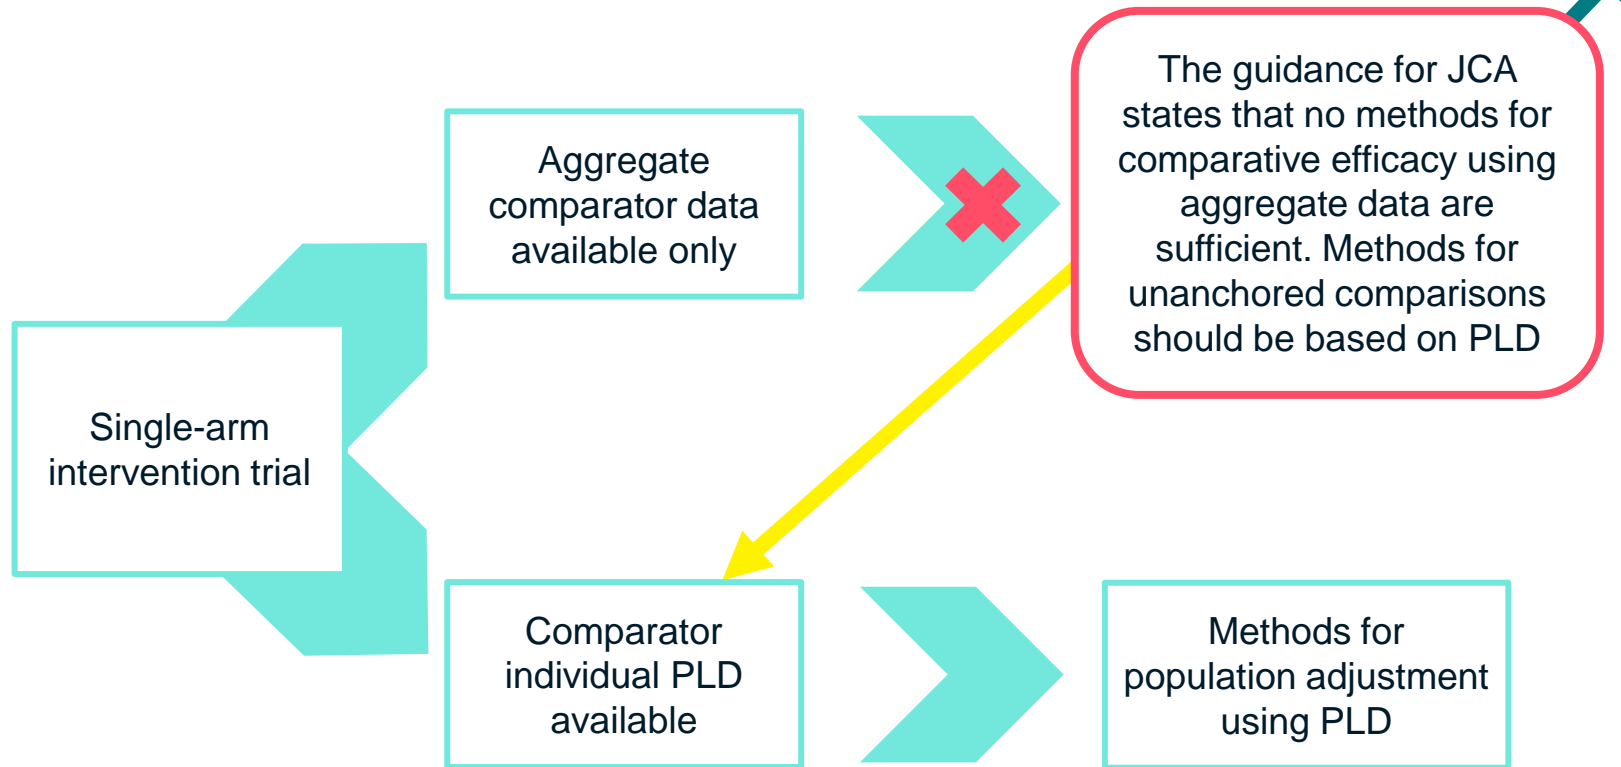 Single-arm
intervention trial
Aggregate
comparator data
available only
The guidance for JCA
states that no methods for
comparative efficacy using
aggregate data are
sufficient. Methods for
unanchored comparisons
should be based on PLD
Comparator
individual PLD
available
Methods for
population adjustment
using PLD